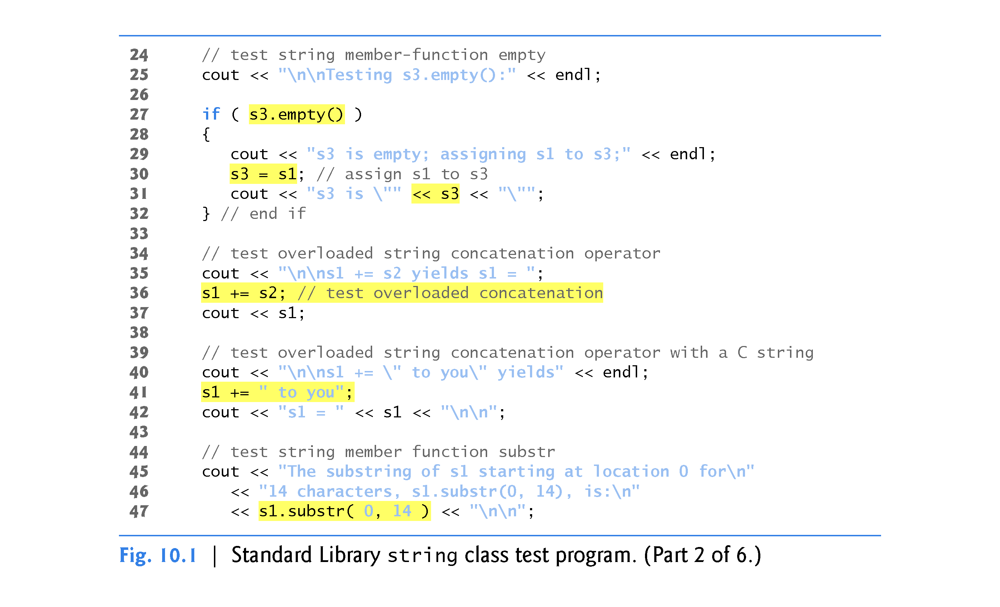 24 // test string member-function empty
25 cout << "\n\nTesting s3.empty():" << endl;
26
27 if ( s3.empty() )
28 {
29 cout << "s3 is empty; assigning s1 to s3;" << endl;
30 s3 = s1; // assign s1 to s3
31 cout << "s3 is \"" << s3 << "\"";
32 } // end if
33
34 // test overloaded string concatenation operator
35 cout << "\n\ns1 += s2 yields s1 = ";
36 s1 += s2; // test overloaded concatenation
37 cout << s1;
38
39 // test overloaded string concatenation operator with a C string
40 cout << "\n\ns1 += \" to you\" yields" << endl;
41 s1 += " to you";
42 cout << "s1 = " << s1 << "\n\n";
43
44 // test string member function substr
45 cout << "The substring of s1 starting at location 0 for\n"
46 << "14 characters, s1.substr(0, 14), is:\n"
47 << s1.substr( 0, 14 ) << "\n\n";
Fig. 10.1 | Standard Library string class test program. (Part 2 of 6.)